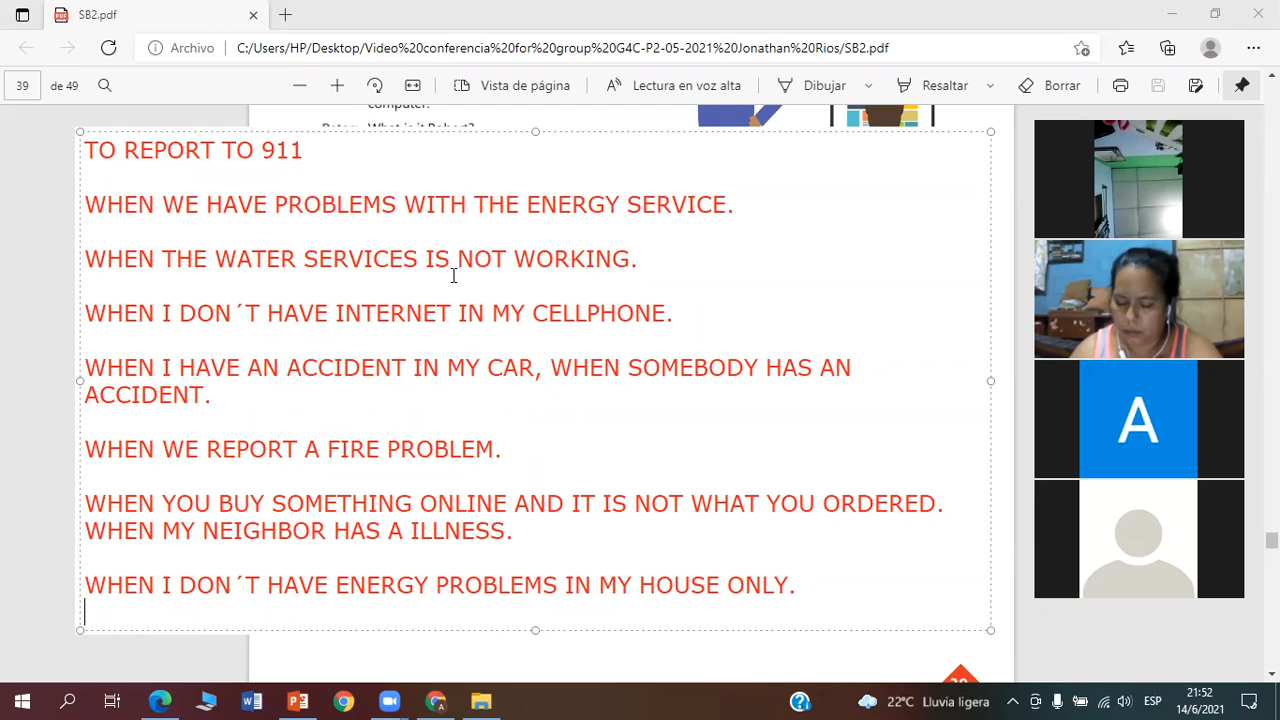 SB2.pdf
Archivo
C:/Users/HP/Desktop/Video%20conferencia%20for%20group%20G4C-P2-05-2021%20Jonathan%20Rios/SB2.pdf
39
de 49
Vista de página
Lectura en voz alta
Dibujar
Resaltar
Borrar
computer.
TO REPORT TO 911
WHEN WE HAVE PROBLEMS WITH THE ENERGY SERVICE.
WHEN THE WATER SERVICES IS NOT WORKING.
WHEN I DON´T HAVE INTERNET IN MY CELLPHONE.
WHEN I HAVE AN ACCIDENT IN MY CAR, WHEN SOMEBODY HAS AN
ACCIDENT.
WHEN WE REPORT A FIRE PROBLEM.
WHEN YOU BUY SOMETHING ONLINE AND IT IS NOT WHAT YOU ORDERED.
WHEN MY NEIGHBOR HAS A ILLNESS.
WHEN I DON´T HAVE ENERGY PROBLEMS IN MY HOUSE ONLY.
A
22°C Lluvia ligera
ESP
21:52
14/6/2021